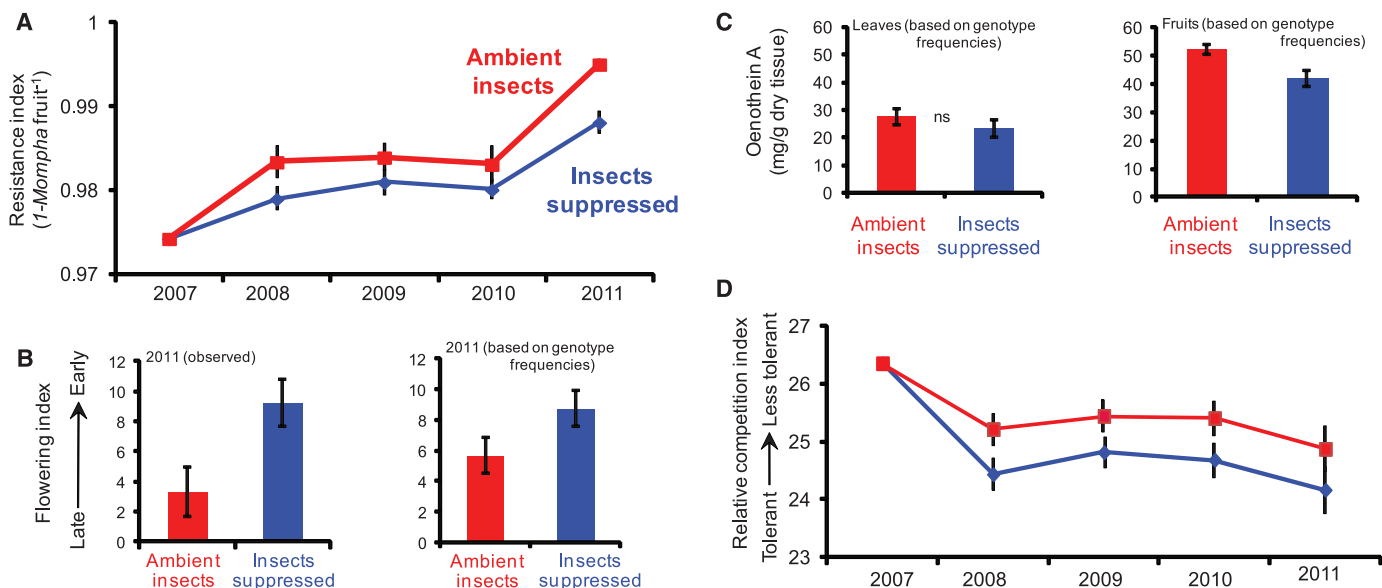 A
Resistance index
(1-Mompha fruit-1)
1
0.99
0.98
0.97
Ambient
insects
Insects
suppressed
2007 2008 2009 2010 2011
B
Flowering index
Late Early
2011 (observed)
12
10
8
6
4
2
0
Ambient
insects
Insects
suppressed
2011 (based on genotype
frequencies)
12
10
8
6
4
2
0
Ambient
insects
Insects
suppressed
C
Oenothein A
(mg/g dry tissue)
Leaves (based on genotype
frequencies)
60
50
40
30
20
10
0
ns
Ambient
insects
Insects
suppressed
Fruits (based on genotype
frequencies)
60
50
40
30
20
10
0
Ambient
insects
Insects
suppressed
D
Relative competition index
Tolerant Less tolerant
27
26
25
24
23
2007 2008 2009 2010 2011